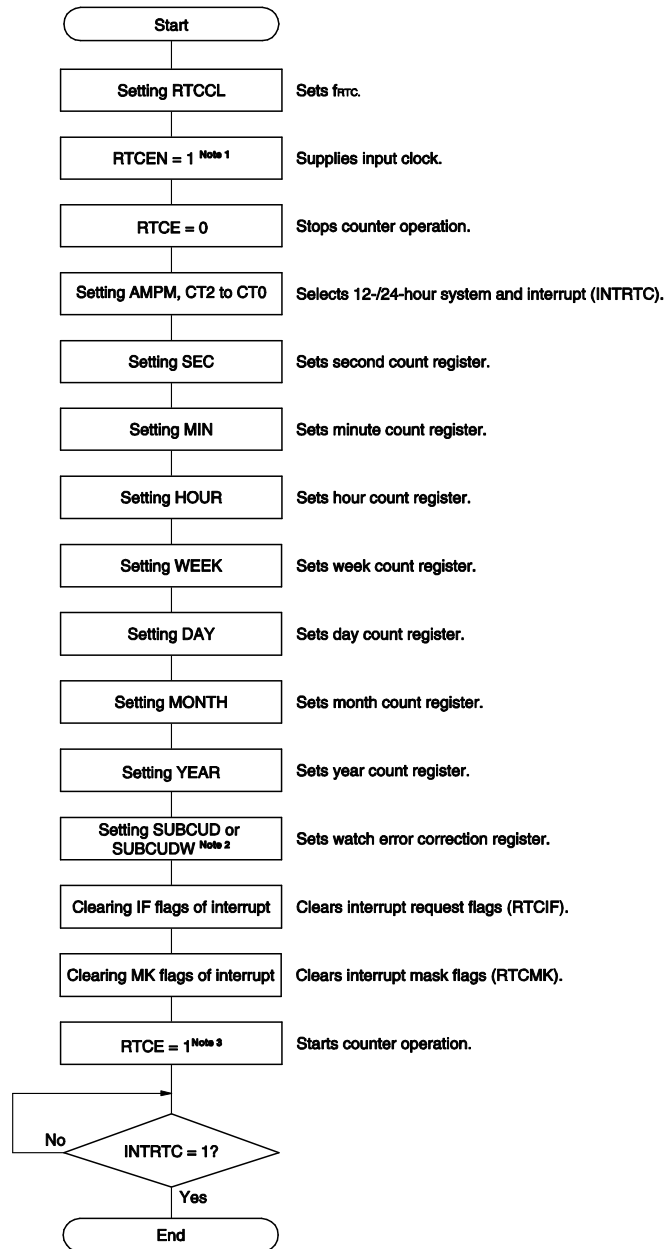 Start
Setting RTCCL Sets fRTC.
RTCEN = 1 Note 1 Supplies input clock.
RTCE = 0 Stops counter operation.
Setting AMPM, CT2 to CT0 Selects 12-/24-hour system and interrupt (INTRTC).
Setting SEC Sets second count register.
Setting MIN Sets minute count register.
Setting HOUR Sets hour count register.
Setting WEEK Sets week count register.
Setting DAY Sets day count register.
Setting MONTH Sets month count register.
Setting YEAR Sets year count register.
Setting SUBCUD or
SUBCUDW Note 2 Sets watch error correction register.
Clearing IF flags of interrupt Clears interrupt request flags (RTCIF).
Clearing MK flags of interrupt Clears interrupt mask flags (RTCMK).
RTCE = 1 Note 3 Starts counter operation.
No
INTRTC = 1?
Yes
End